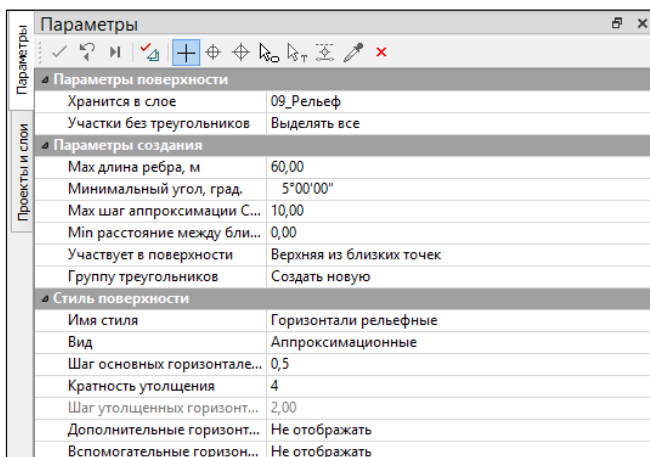 Параметры
Параметры
Проекты и слои
Параметры поверхности
Хранится в слое 09_Рельеф
Участки без треугольников Выделять все
Параметры создания
Max длина ребра, м 60,00
Минимальный угол, град. 5°00'00"
Max шаг аппроксимации С... 10,00
Min расстояние между бли... 0,00
Участвует в поверхности Верхняя из близких точек
Группу треугольников Создать новую
Стиль поверхности
Имя стиля Горизонтали рельефные
Вид Аппроксимационные
Шаг основных горизонтале... 0,5
Кратность утолщения 4
Шаг утолщенных горизонт... 2,00
Дополнительные горизонт... Не отображать
Вспомогательные горизон... Не отображать